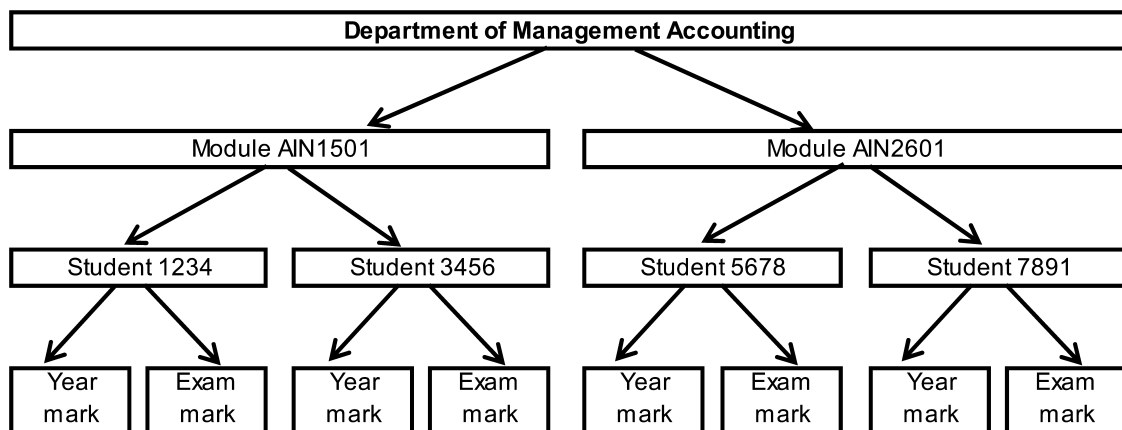 Department of Management Accounting
Module AIN1501
Module AIN2601
Student 1234
Student 3456
Student 5678
Student 7891
Year
mark
Exam
mark
Year
mark
Exam
mark
Year
mark
Exam
mark
Year
mark
Exam
mark